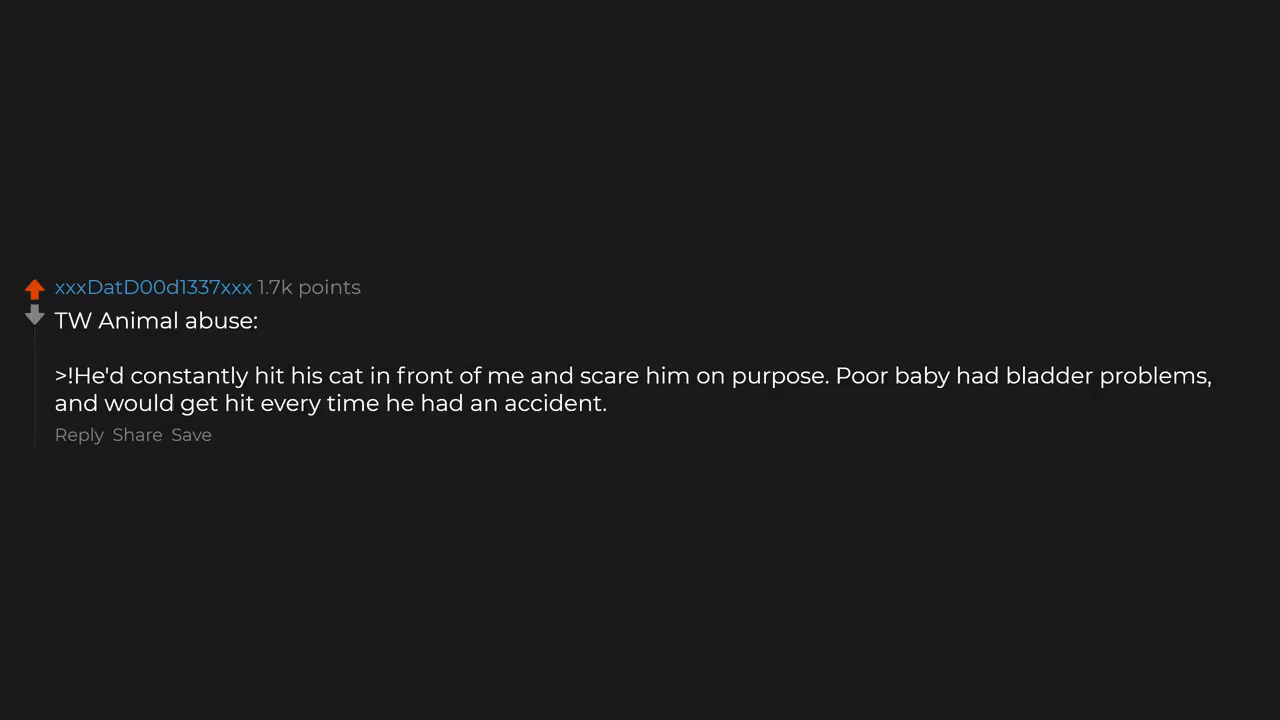 xxxDatD00d1337xxx 1.7k points
TW Animal abuse:
>!He'd constantly hit his cat in front of me and scare him on purpose. Poor baby had bladder problems,
and would get hit every time he had an accident.
Reply Share Save